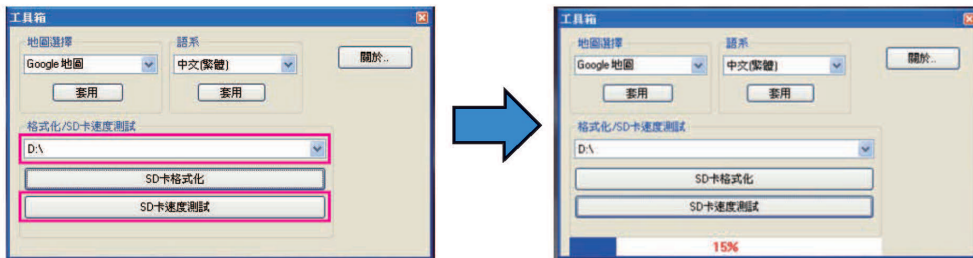 工具箱
地圖選擇
語系
Google 地圖
中文(繁體)
關於..
套用
套用
格式化/SD卡速度測試
D:\
SD卡格式化
SD卡速度測試
工具箱
地圖選擇
語系
Google 地圖
中文(繁體)
關於..
套用
套用
格式化/SD卡速度測試
D:\
SD卡格式化
SD卡速度測試
15%